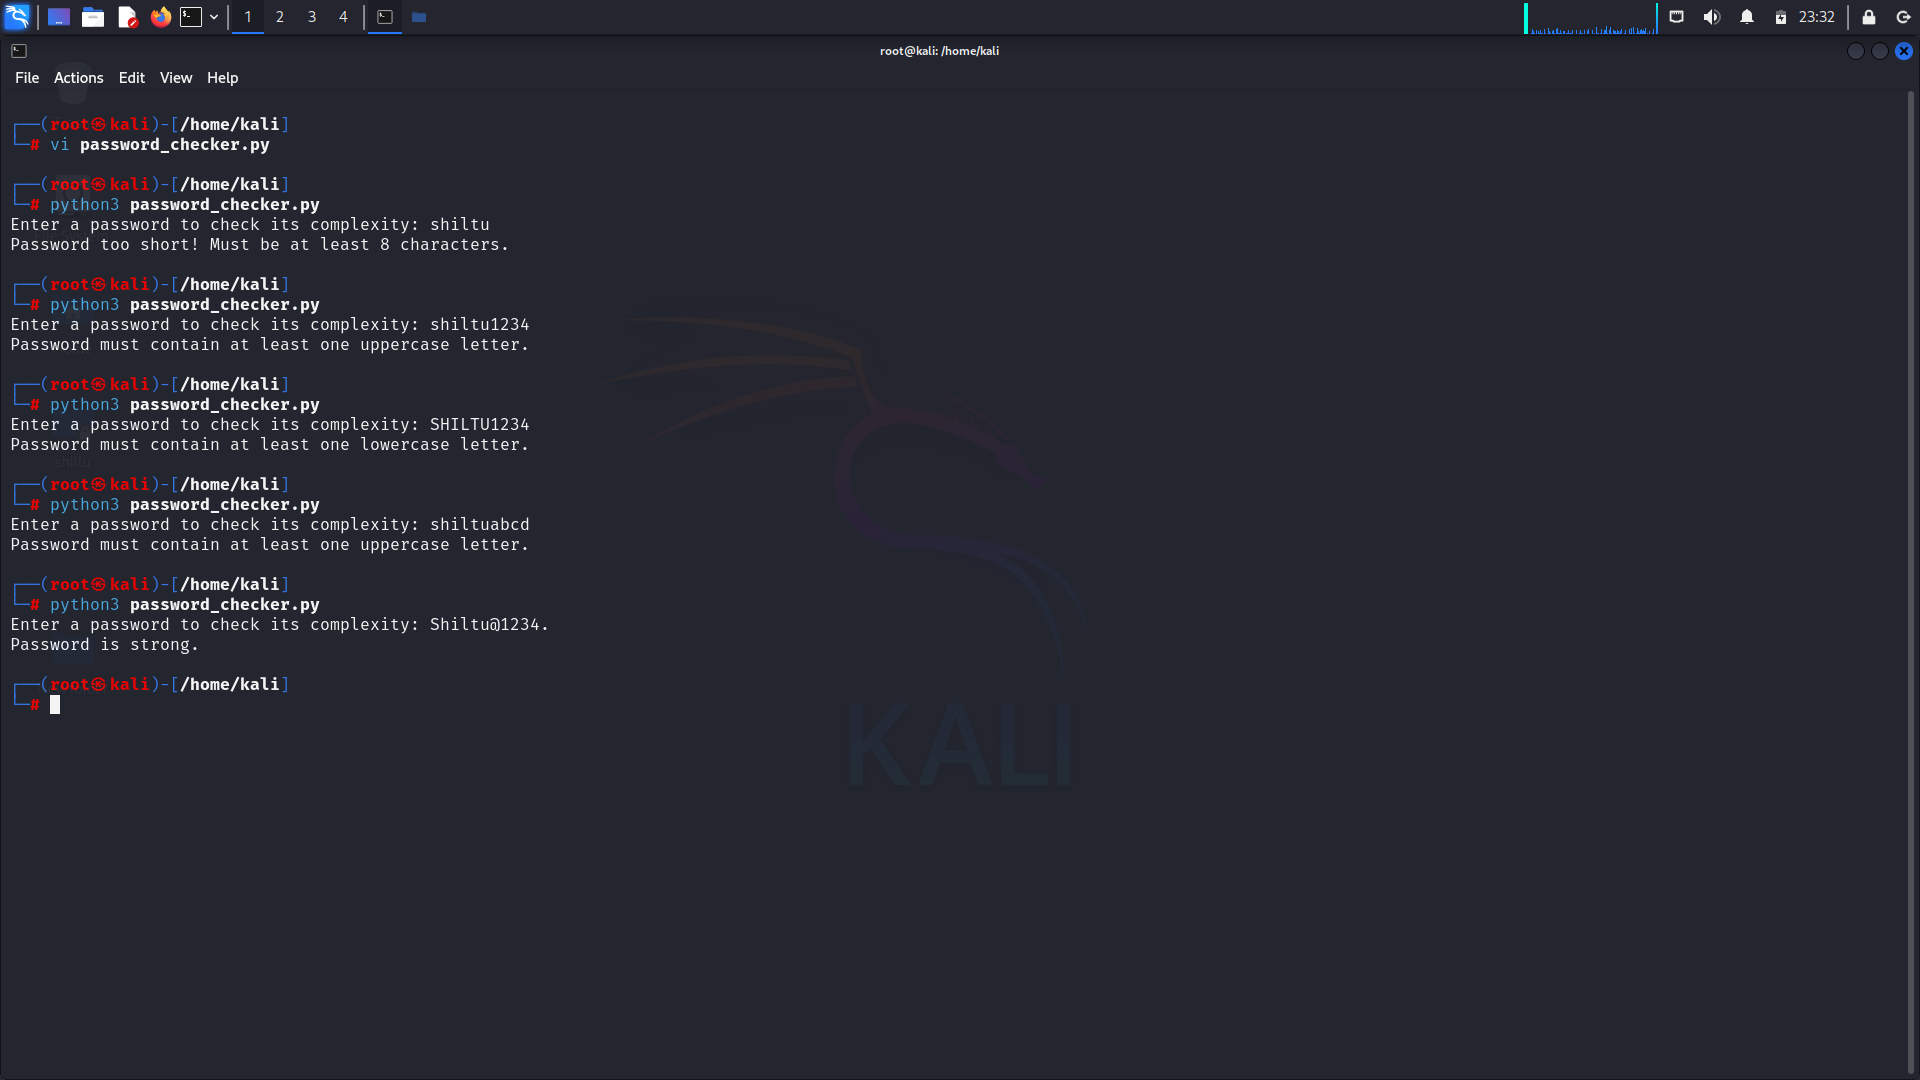 1 2 3 4 23:32
root@kali: /home/kali
File Actions Edit View Help
┌──(root㉿kali)-[/home/kali]
└─# vi password_checker.py
┌──(root㉿kali)-[/home/kali]
└─# python3 password_checker.py
Enter a password to check its complexity: shiltu
Password too short! Must be at least 8 characters.
┌──(root㉿kali)-[/home/kali]
└─# python3 password_checker.py
Enter a password to check its complexity: shiltu1234
Password must contain at least one uppercase letter.
┌──(root㉿kali)-[/home/kali]
└─# python3 password_checker.py
Enter a password to check its complexity: SHILTU1234
Password must contain at least one lowercase letter.
shiltu
┌──(root㉿kali)-[/home/kali]
└─# python3 password_checker.py
Enter a password to check its complexity: shiltuabcd
Password must contain at least one uppercase letter.
┌──(root㉿kali)-[/home/kali]
└─# python3 password_checker.py
Enter a password to check its complexity: Shiltu@1234.
Password is strong.
┌──(root㉿kali)-[/home/kali]
└─#
KALI